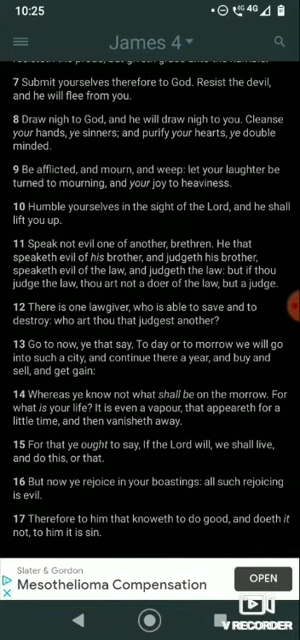 10:25
4G 4G
James 4
7 Submit yourselves therefore to God. Resist the devil,
and he will flee from you.
8 Draw nigh to God, and he will draw nigh to you. Cleanse
your hands, ye sinners; and purify your hearts, ye double
minded.
9 Be afflicted, and mourn, and weep: let your laughter be
turned to mourning, and your joy to heaviness.
10 Humble yourselves in the sight of the Lord, and he shall
lift you up.
11 Speak not evil one of another, brethren. He that
speaketh evil of his brother, and judgeth his brother,
speaketh evil of the law, and judgeth the law: but if thou
judge the law, thou art not a doer of the law, but a judge.
12 There is one lawgiver, who is able to save and to
destroy: who art thou that judgest another?
13 Go to now, ye that say, To day or to morrow we will go
into such a city, and continue there a year, and buy and
sell, and get gain:
14 Whereas ye know not what shall be on the morrow. For
what is your life? It is even a vapour, that appeareth for a
little time, and then vanisheth away.
15 For that ye ought to say, If the Lord will, we shall live,
and do this, or that.
16 But now ye rejoice in your boastings: all such rejoicing
is evil.
17 Therefore to him that knoweth to do good, and doeth it
not, to him it is sin.
Slater & Gordon
Mesothelioma Compensation
OPEN
V RECORDER